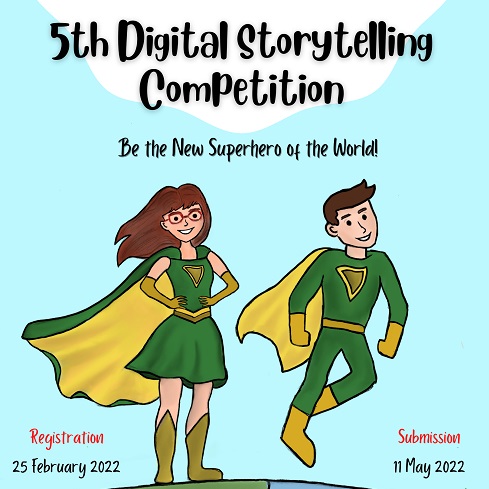 5th Digital Storytelling
Competition
Be the New Superhero of the World!
Registration
25 February 2022
Submission
11 May 2022